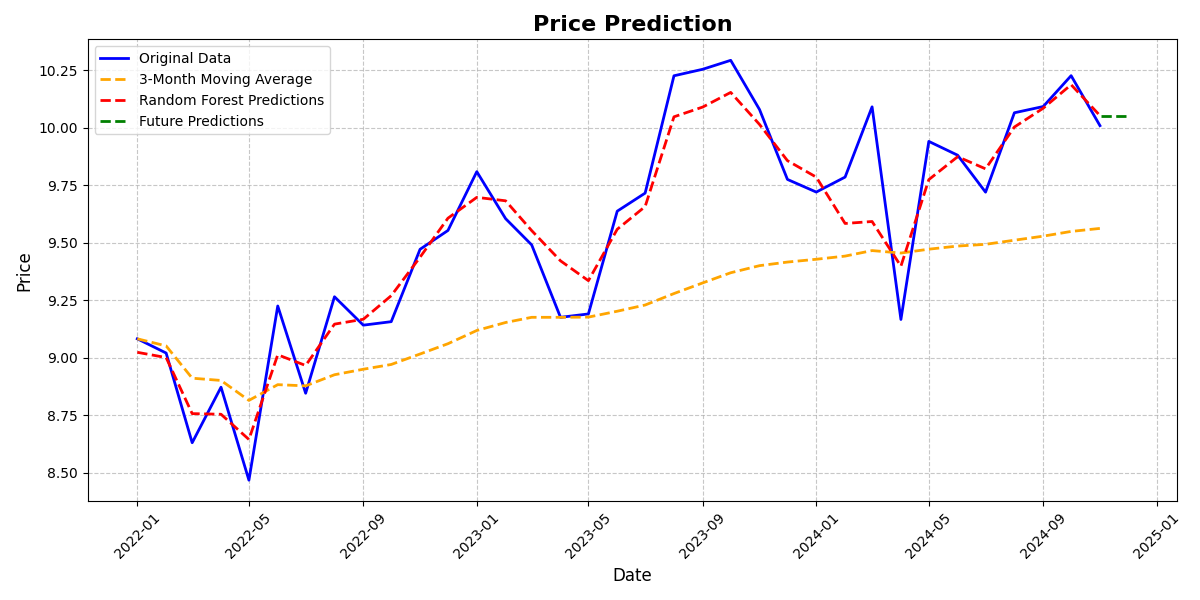 Price Prediction
Original Data
3-Month Moving Average
Random Forest Predictions
Future Predictions
10.25
10.00
9.75
9.50
9.25
9.00
8.75
8.50
Price
2022-01
2022-05
2022-09
2023-01
2023-05
2023-09
2024-01
2024-05
2024-09
2025-01
Date